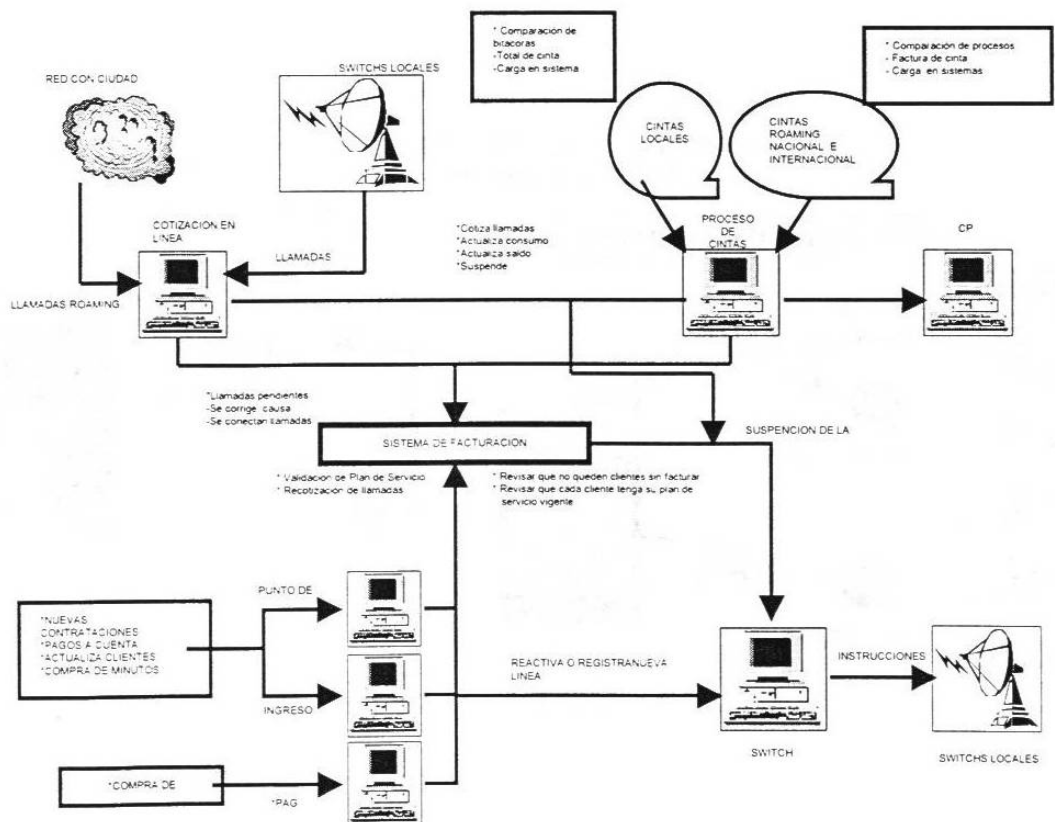 * Comparación de
bitacoras
-Total de cinta
-Carga en sistema
* Comparación de procesos
- Factura de cinta
- Carga en sistemas
RED CON CIUDAD
SWITCHS LOCALES
CINTAS
LOCALES
CINTAS
ROAMING
NACIONAL E
INTERNACIONAL
COTIZACION EN
LINEA
LLAMADAS
*Cotiza llamadas
*Actualiza consumo
*Actualiza saldo
*Suspende
PROCESO
DE
CINTAS
CP
LLAMADAS ROAMING
*Llamadas pendientes
-Se corrige causa
-Se conectan llamadas
SISTEMA DE FACTURACION
SUSPENCION DE LA
* Validacion de Plan de Servicio
* Recotización de llamadas
* Revisar que no queden clientes sin facturar
* Revisar que cada cliente tenga su plan de
servicio vigente
PUNTO DE
*NUEVAS
CONTRATACIONES
*PAGOS A CUENTA
*ACTUALIZA CLIENTES
*COMPRA DE MINUTOS
INGRESO
REACTIVA O REGISTRANUEVA
LINEA
INSTRUCCIONES
SWITCH
SWITCHS LOCALES
*COMPRA DE
*PAG